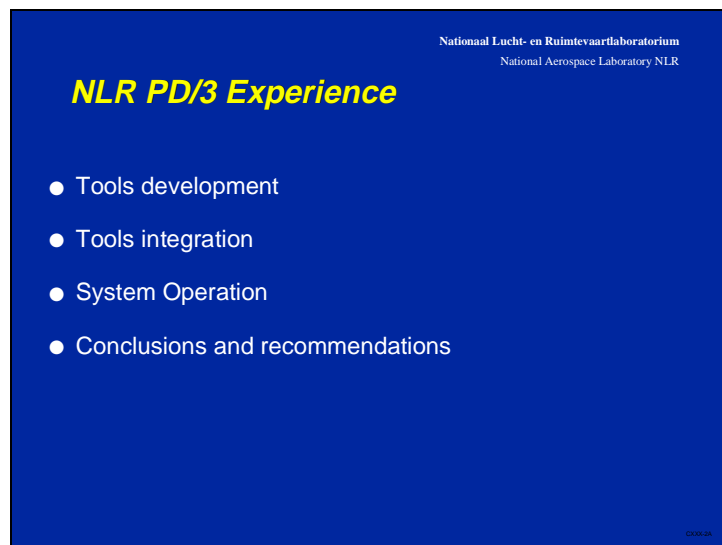 Nationaal Lucht- en Ruimtevaartlaboratorium
National Aerospace Laboratory NLR
NLR PD/3 Experience
● Tools development
● Tools integration
● System Operation
● Conclusions and recommendations